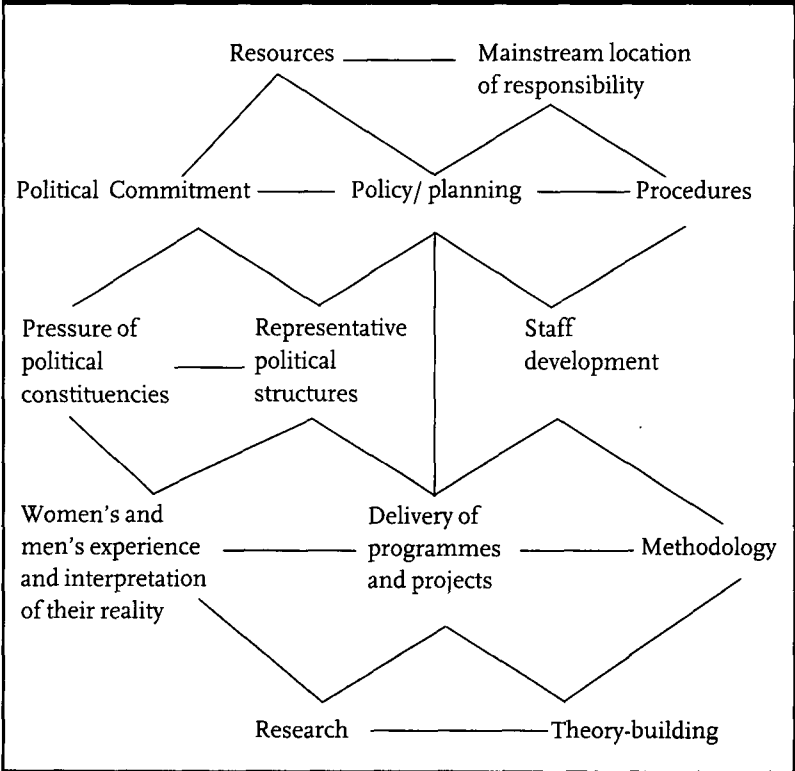 Resources
Mainstream location
of responsibility
Political Commitment
Policy/ planning
Procedures
Pressure of
political
constituencies
Representative
political
structures
Staff
development
Women's and
men's experience
and interpretation
of their reality
Delivery of
programmes
and projects
Methodology
Research
Theory-building